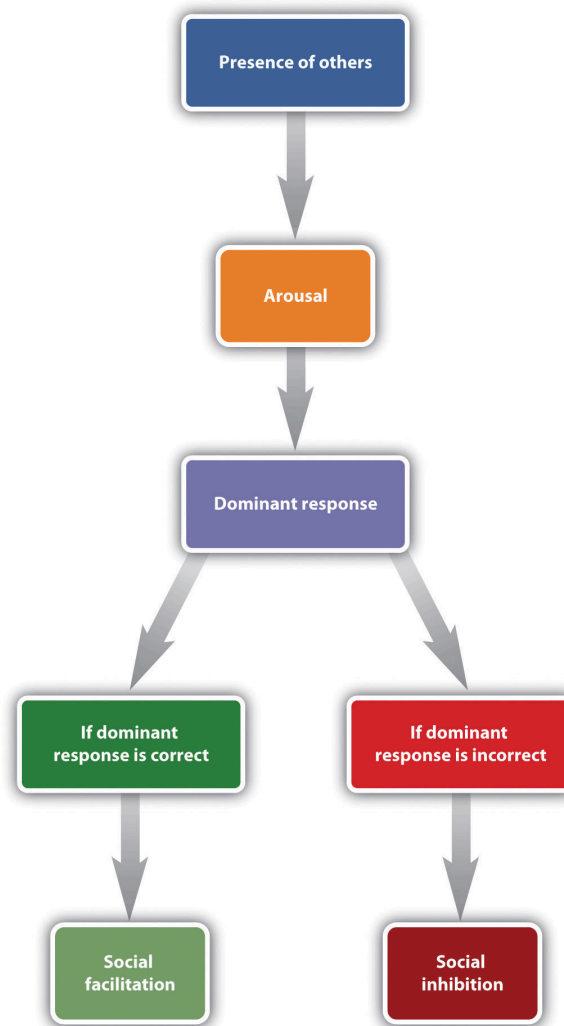 Presence of others
Arousal
Dominant response
If dominant
response is correct
If dominant
response is incorrect
Social
facilitation
Social
inhibition